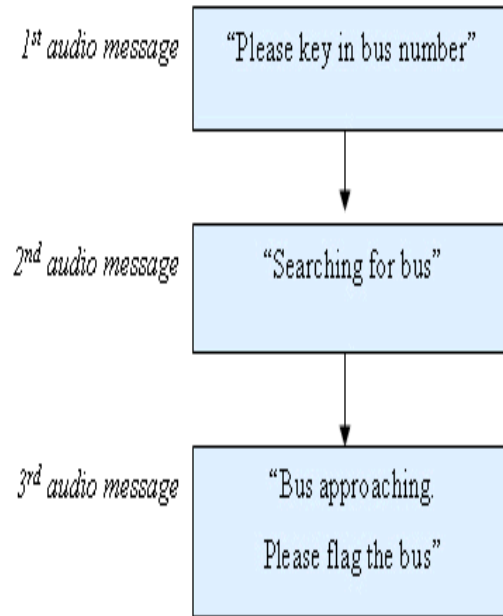 1st audio message
“Please key in bus number”
2nd audio message
“Searching for bus”
3rd audio message
“Bus approaching.
Please flag the bus”